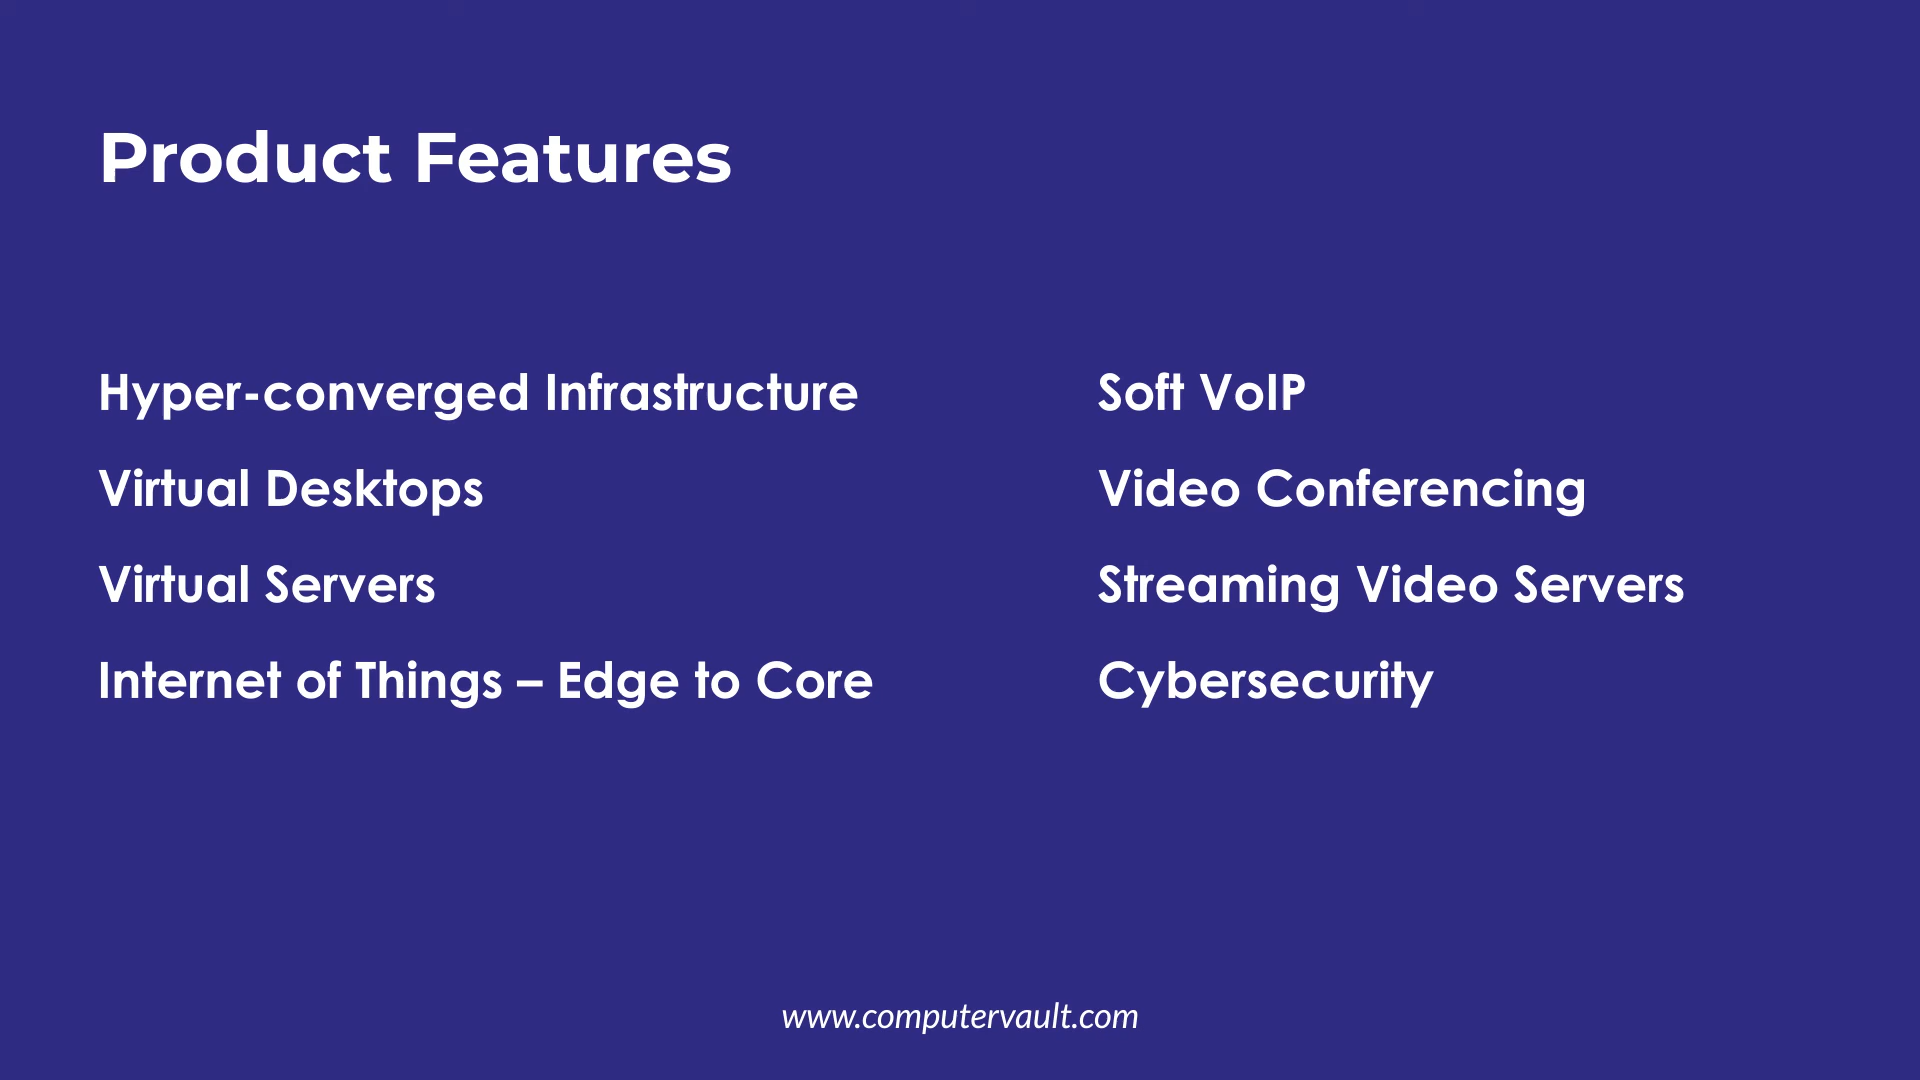 Product Features
Hyper-converged Infrastructure
Virtual Desktops
Virtual Servers
Internet of Things – Edge to Core
Soft VoIP
Video Conferencing
Streaming Video Servers
Cybersecurity
www.computervault.com